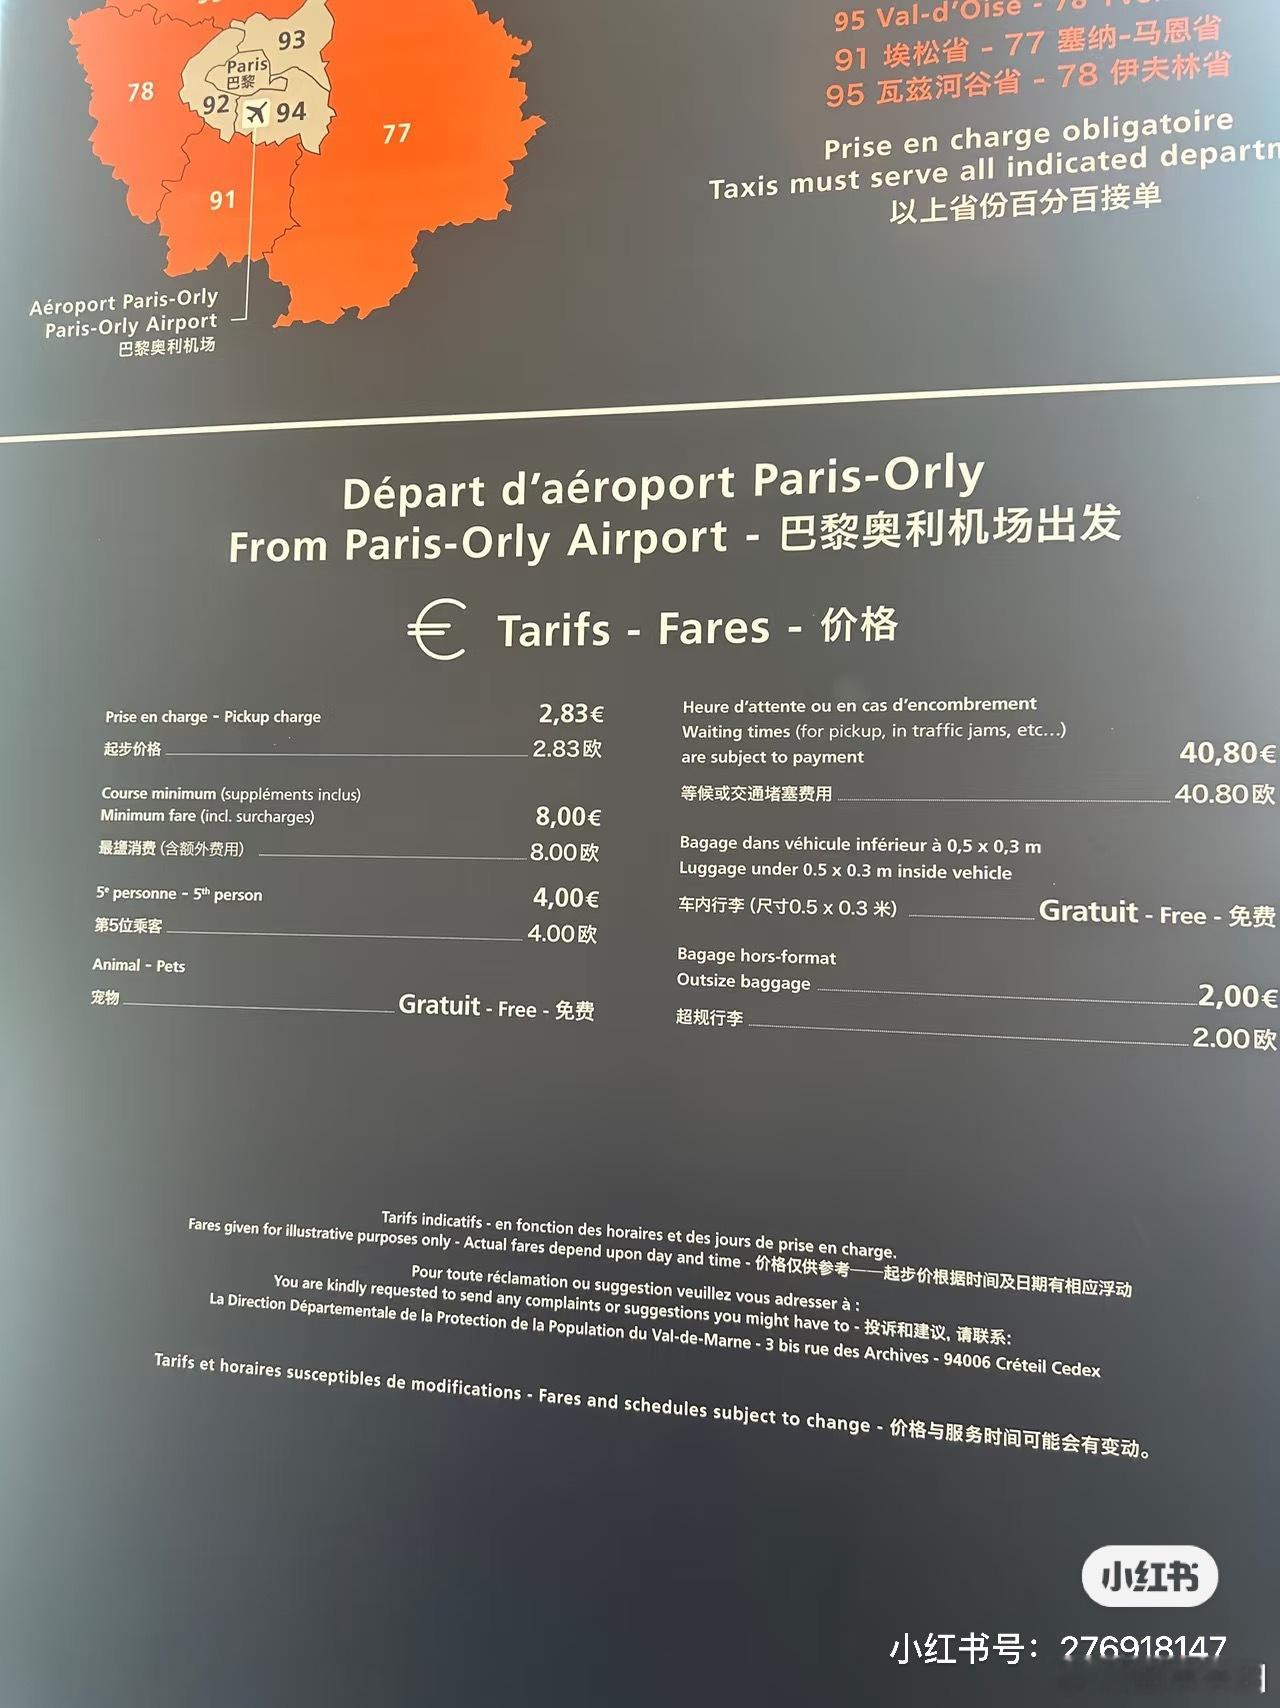 93
Paris
巴黎
78
92
94
77
91
Aéroport Paris-Orly
Paris-Orly Airport
巴黎奥利机场
95 Val-d'Oise - 78
91 埃松省 - 77 塞纳-马恩省
95 瓦兹河谷省 - 78 伊夫林省
Prise en charge obligatoire
Taxis must serve all indicated
以上省份百分百接单
Départ d'aéroport Paris-Orly
From Paris-Orly Airport - 巴黎奥利机场出发
€ Tarifs - Fares - 价格
Prise en charge - Pickup charge 2,83€
起步价格 2.83欧
Course minimum (suppléments inclus)
Minimum fare (incl. surcharges) 8,00€
最盪消费 (含额外费用) 8.00欧
5e personne - 5th person 4,00€
第5位乘客 4.00欧
Animal - Pets
宠物 Gratuit - Free - 免费
Heure d'attente ou en cas d'encombrement
Waiting times (for pickup, in traffic jams, etc...)
are subject to payment 40,80€
等候或交通堵塞费用 40.80欧
Bagage dans véhicule inférieur à 0,5 x 0,3 m
Luggage under 0.5 x 0.3 m inside vehicle
车内行李 (尺寸0.5 x 0.3 米) Gratuit - Free - 免费
Bagage hors-format
Outsize baggage 2,00€
超规行李 2.00欧
Tarifs indicatifs - en fonction des horaires et des jours de prise en charge.
Fares given for illustrative purposes only - Actual fares depend upon day and time - 价格仅供参考——起步价根据时间及日期有相应浮动
Pour toute réclamation ou suggestion veuillez vous adresser à :
You are kindly requested to send any complaints or suggestions you might have to - 投诉和建议, 请联系:
La Direction Départementale de la Protection de la Population du Val-de-Marne - 3 bis rue des Archives - 94006 Créteil Cedex
Tarifs et horaires susceptibles de modifications - Fares and schedules subject to change - 价格与服务时间可能会有变动。
小红书
小红书号: 276918147